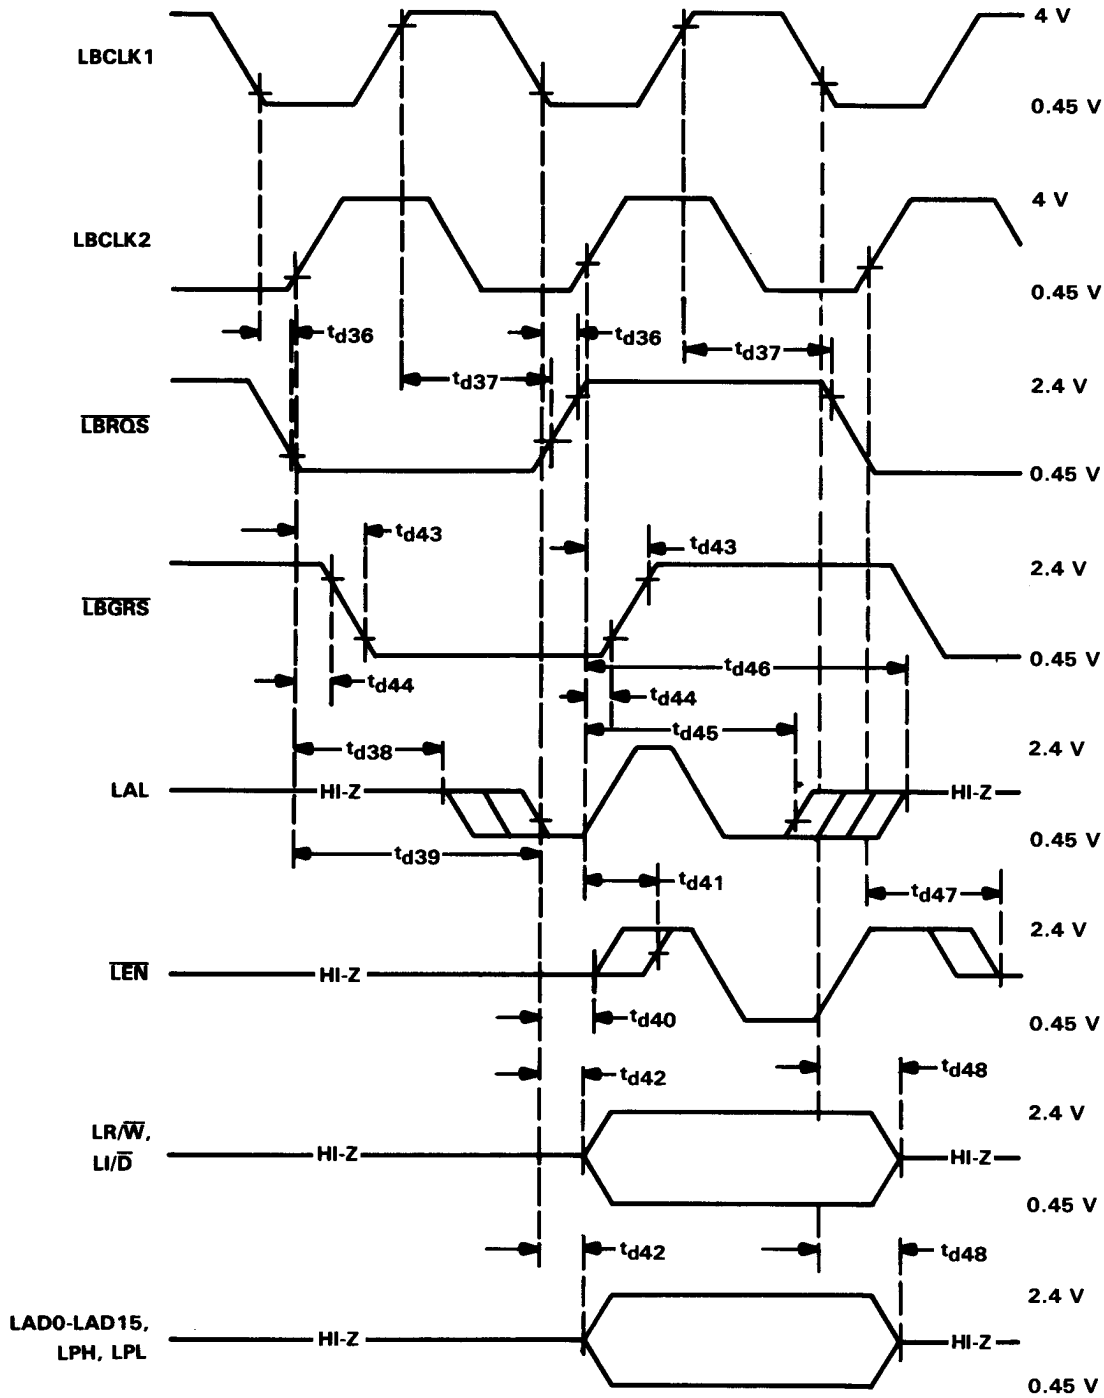 4 V
LBCLK1
0.45 V
4 V
LBCLK2
0.45 V
td36
td36
td37
td37
2.4 V
LBRQS
0.45 V
td43
td43
2.4 V
LBGRS
0.45 V
td46
td44
td44
td45
td38
2.4 V
LAL
HI-Z
HI-Z
0.45 V
td39
td41
td47
2.4 V
LEN
HI-Z
td40
0.45 V
td42
td48
2.4 V
LR/W,
LI/D
HI-Z
HI-Z
0.45 V
td42
td48
2.4 V
LAD0-LAD15,
LPH, LPL
HI-Z
HI-Z
0.45 V